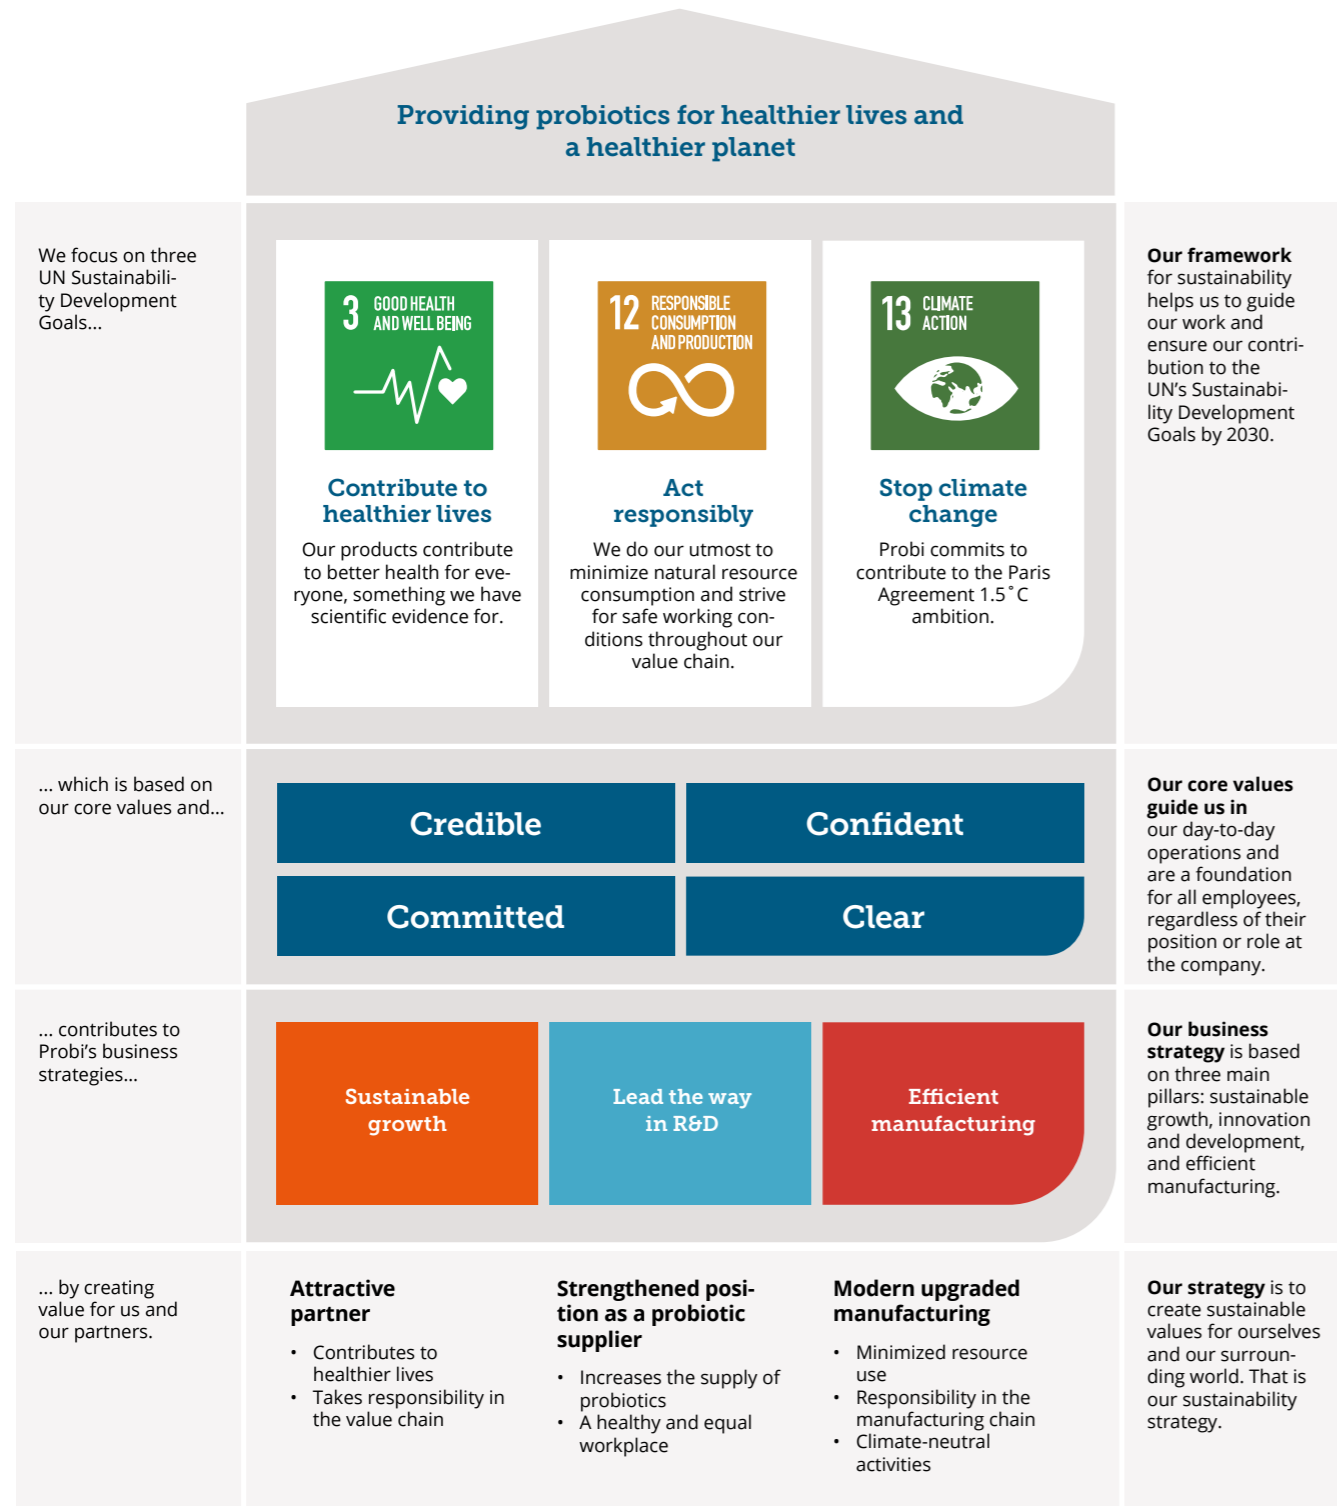 Providing probiotics for healthier lives and
a healthier planet
We focus on three
UN Sustainabili-
ty Development
Goals...
3 GOOD HEALTH
AND WELL BEING
Contribute to
healthier lives
Our products contribute
to better health for eve-
ryone, something we have
scientific evidence for.
12 RESPONSIBLE
CONSUMPTION
AND PRODUCTION
Act
responsibly
We do our utmost to
minimize natural resource
consumption and strive
for safe working con-
ditions throughout our
value chain.
13 CLIMATE
ACTION
Stop climate
change
Probi commits to
contribute to the Paris
Agreement 1.5˚C
ambition.
Our framework
for sustainability
helps us to guide
our work and
ensure our contri-
bution to the
UN's Sustainabi-
lity Development
Goals by 2030.
... which is based on
our core values and...
Credible
Confident
Committed
Clear
Our core values
guide us in
our day-to-day
operations and
are a foundation
for all employees,
regardless of their
position or role at
the company.
... contributes to
Probi's business
strategies...
Sustainable
growth
Lead the way
in R&D
Efficient
manufacturing
Our business
strategy is based
on three main
pillars: sustainable
growth, innovation
and development,
and efficient
manufacturing.
... by creating
value for us and
our partners.
Attractive
partner
• Contributes to
healthier lives
• Takes responsibility in
the value chain
Strengthened posi-
tion as a probiotic
supplier
• Increases the supply of
probiotics
• A healthy and equal
workplace
Modern upgraded
manufacturing
• Minimized resource
use
• Responsibility in the
manufacturing chain
• Climate-neutral
activities
Our strategy is to
create sustainable
values for ourselves
and our surroun-
ding world. That is
our sustainability
strategy.